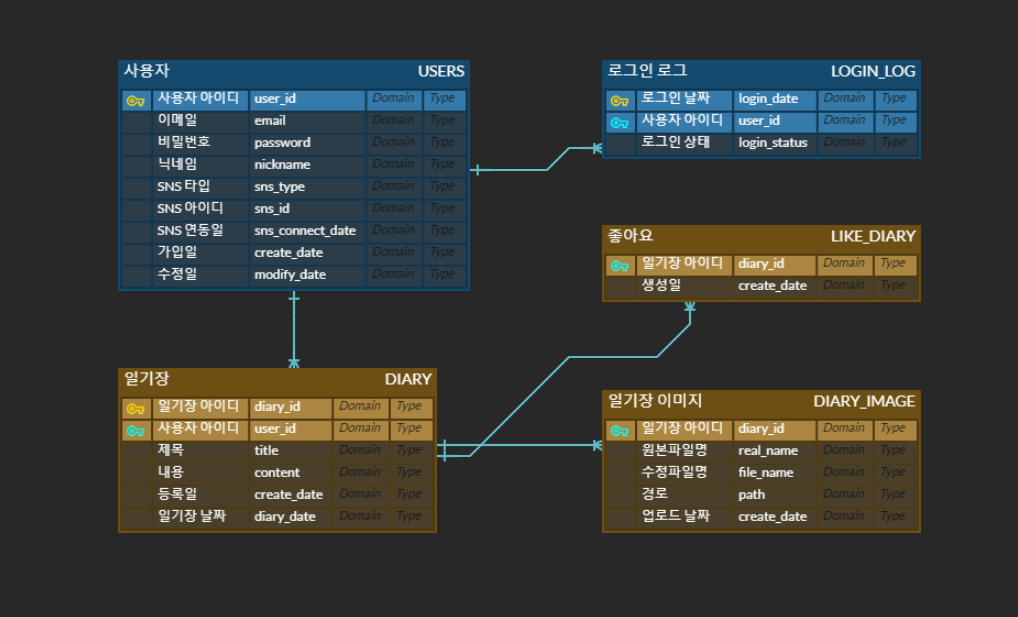 사용자 USERS
사용자 아이디 user_id Domain Type
이메일 email Domain Type
비밀번호 password Domain Type
닉네임 nickname Domain Type
SNS 타입 sns_type Domain Type
SNS 아이디 sns_id Domain Type
SNS 연동일 sns_connect_date Domain Type
가입일 create_date Domain Type
수정일 modify_date Domain Type
로그인 로그 LOGIN_LOG
로그인 날짜 login_date Domain Type
사용자 아이디 user_id Domain Type
로그인 상태 login_status Domain Type
좋아요 LIKE_DIARY
일기장 아이디 diary_id Domain Type
생성일 create_date Domain Type
일기장 DIARY
일기장 아이디 diary_id Domain Type
사용자 아이디 user_id Domain Type
제목 title Domain Type
내용 content Domain Type
등록일 create_date Domain Type
일기장 날짜 diary_date Domain Type
일기장 이미지 DIARY_IMAGE
일기장 아이디 diary_id Domain Type
원본파일명 real_name Domain Type
수정파일명 file_name Domain Type
경로 path Domain Type
업로드 날짜 create_date Domain Type